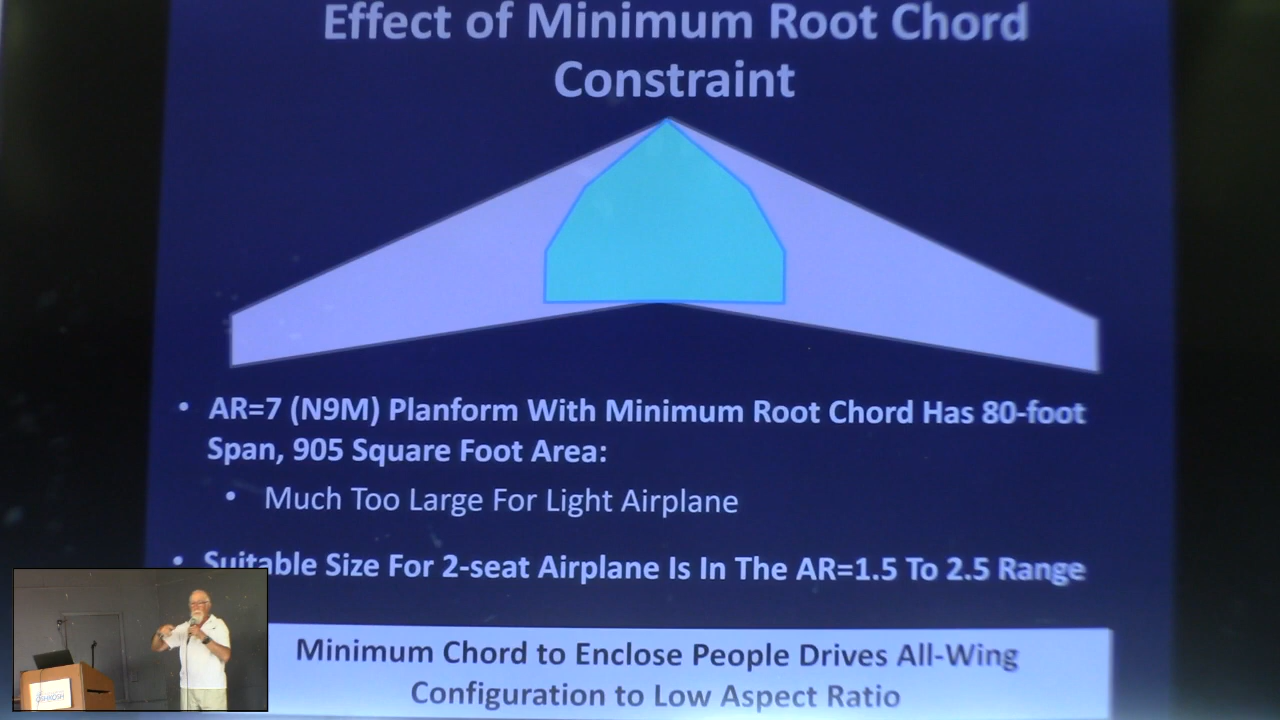 Effect of Minimum Root Chord
Constraint
• AR=7 (N9M) Planform With Minimum Root Chord Has 80-foot
Span, 905 Square Foot Area:
• Much Too Large For Light Airplane
• Suitable Size For 2-seat Airplane Is In The AR=1.5 To 2.5 Range
Minimum Chord to Enclose People Drives All-Wing
Configuration to Low Aspect Ratio
OSHKOSH